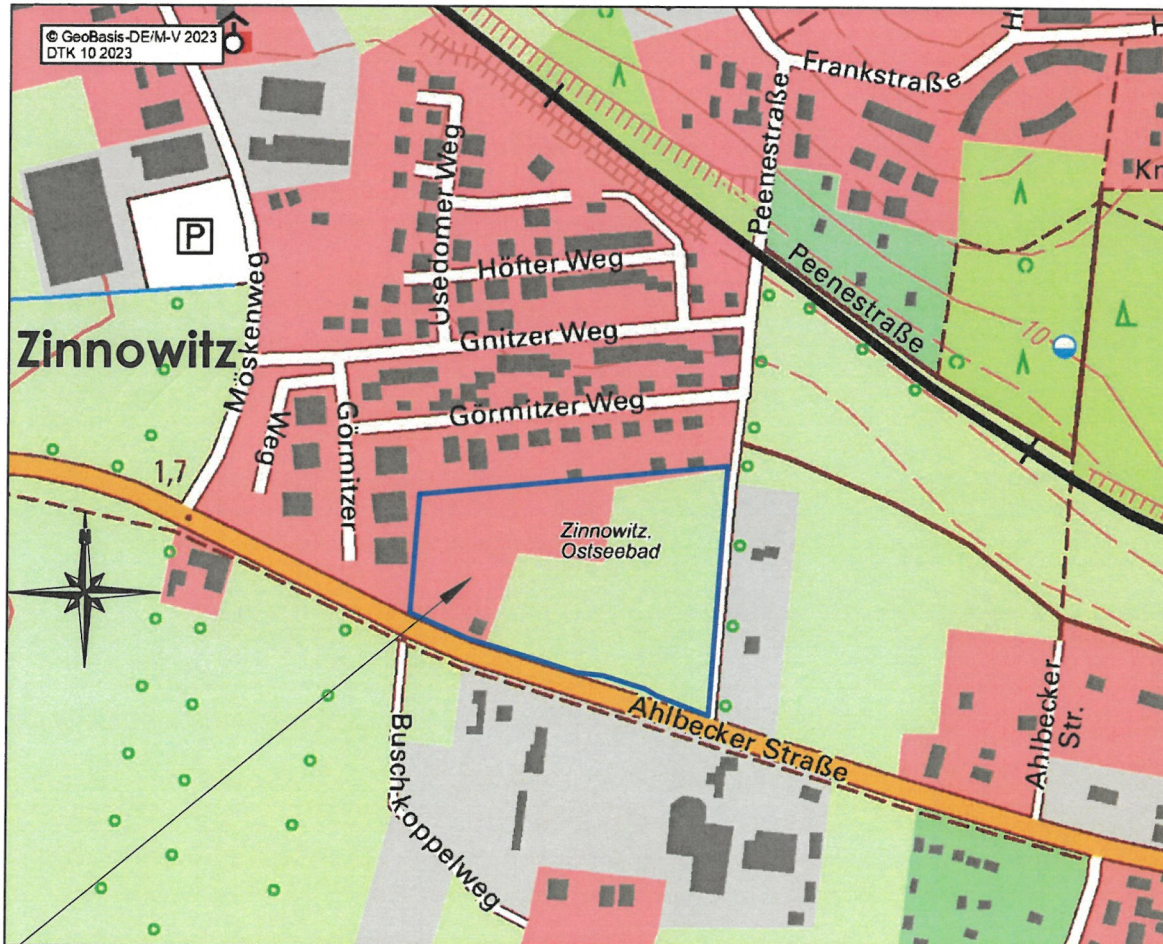 © GeoBasis-DE/M-V 2023
DTK 10 2023
Frankstraße
Peenestraße
Usedomer Weg
Kr
P
Höfter Weg
Peenestraße
Möskenweg
Gnitzer Weg
10
Zinnowitz
Görmitzer Weg
Weg
Görmitzer
1,7
Zinnowitz.
Ostseebad
Ahlbecker Straße
Ahlbecker
Str.
Buschkoppelweg